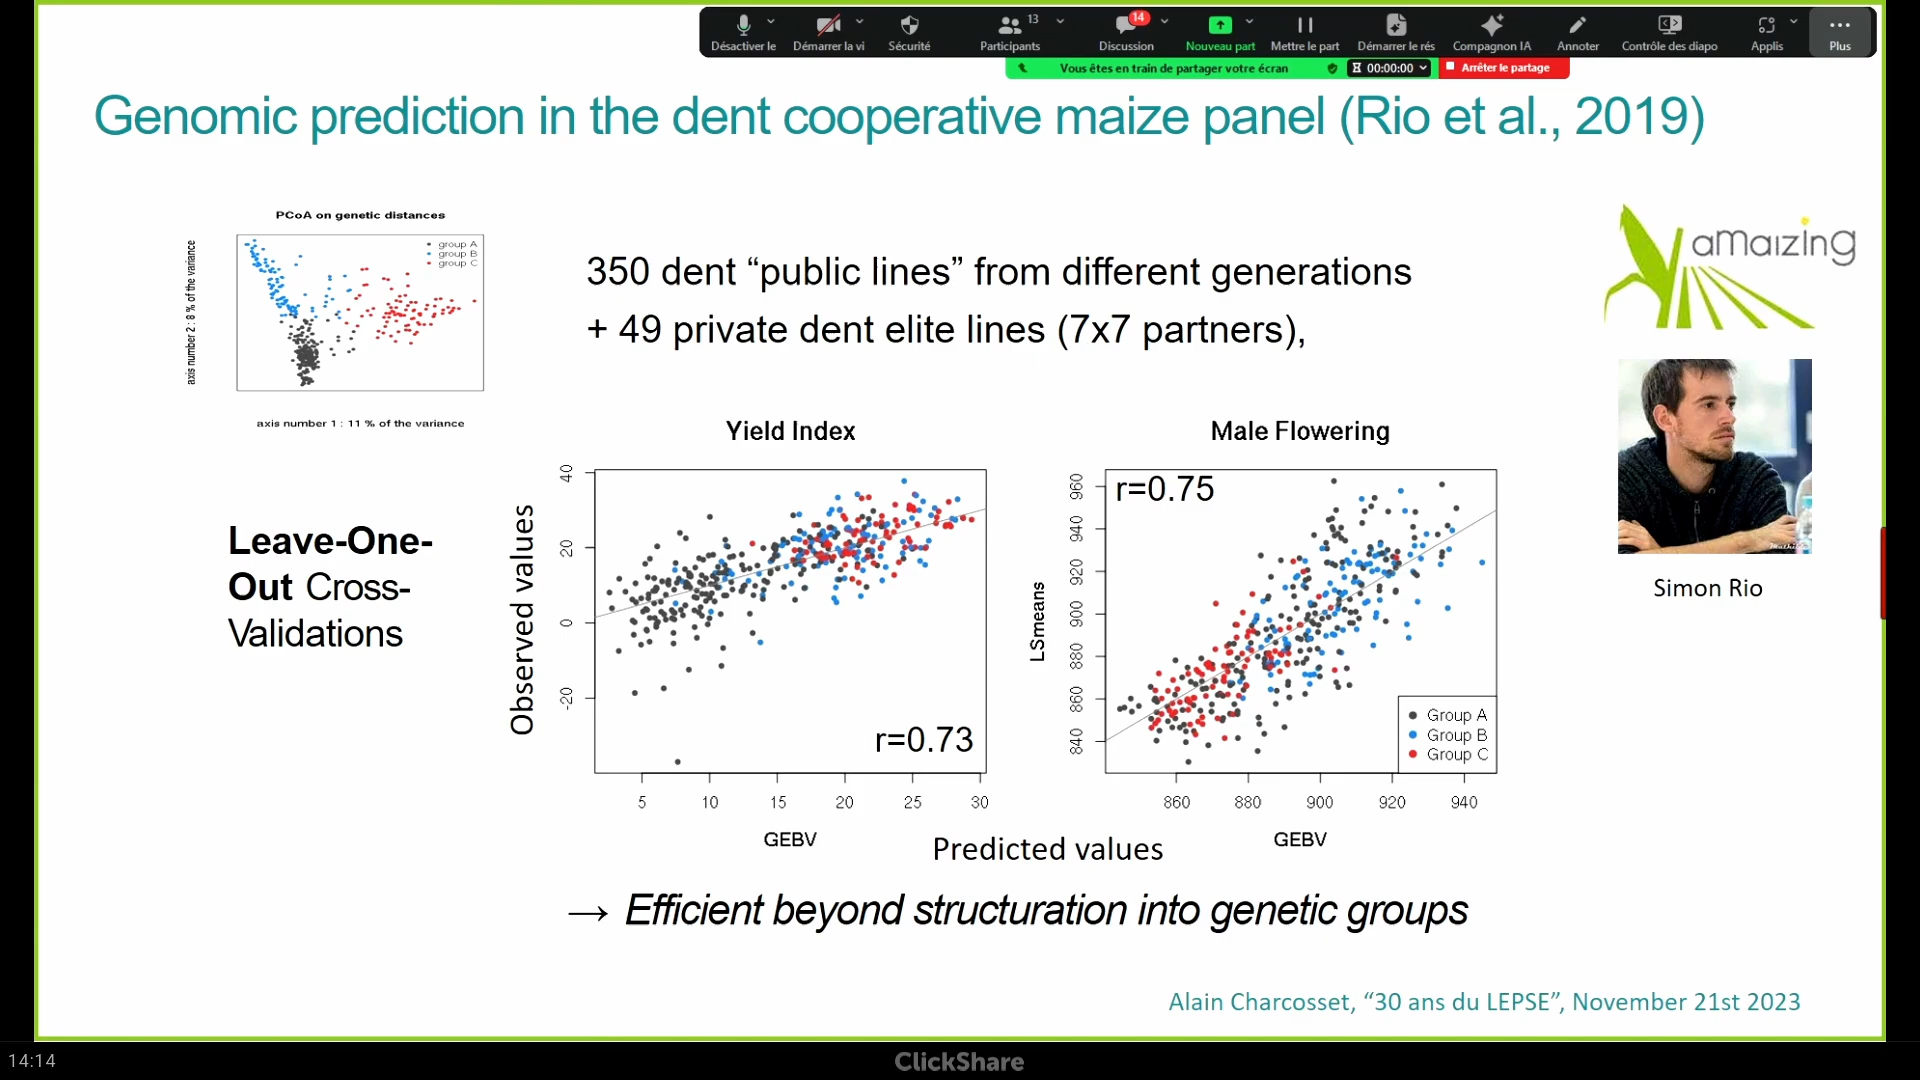 13
14
Désactiver le
Démarrer la vi
Sécurité
Participants
Discussion
Nouveau part
Mettre le part
Démarrer le rés
Compagnon IA
Annoter
Contrôle des diapo
Applis
Plus
Vous êtes en train de partager votre écran
00:00:00
Arrêter le partage
Genomic prediction in the dent cooperative maize panel (Rio et al., 2019)
PCoA on genetic distances
group A
group B
group C
axis number 2 : 8 % of the variance
axis number 1 : 11 % of the variance
350 dent “public lines” from different generations
+ 49 private dent elite lines (7x7 partners),
aMaizing
Simon Rio
Leave-One-
Out Cross-
Validations
Yield Index
Observed values
40
20
0
-20
r=0.73
5 10 15 20 25 30
GEBV
Male Flowering
r=0.75
LSmeans
960
940
920
900
880
860
840
Group A
Group B
Group C
860 880 900 920 940
GEBV
Predicted values
→ Efficient beyond structuration into genetic groups
Alain Charcosset, “30 ans du LEPSE”, November 21st 2023
14:14
ClickShare